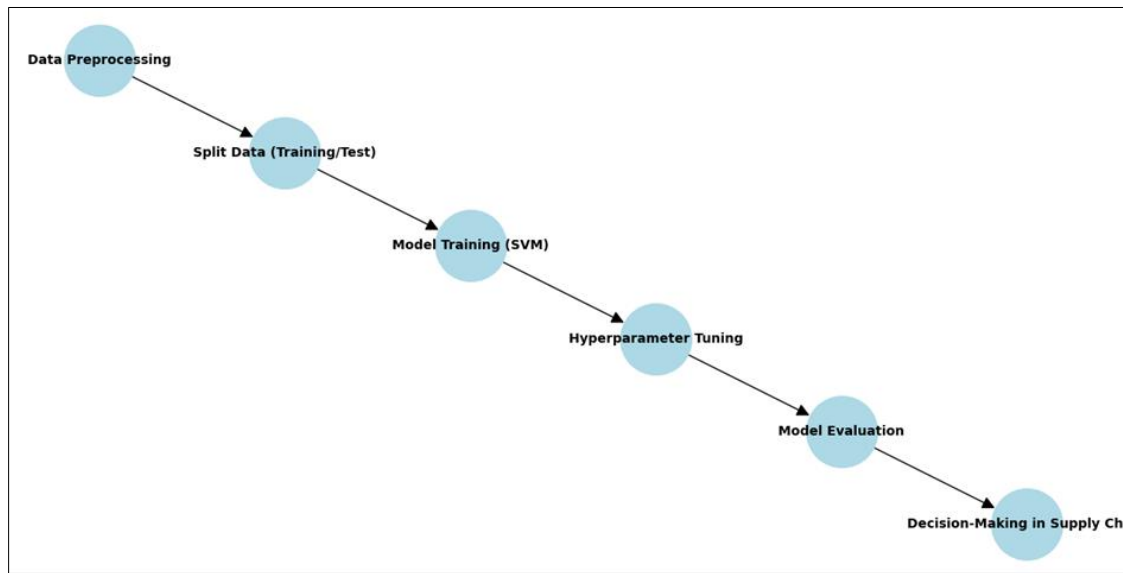 Data Preprocessing
Split Data (Training/Test)
Model Training (SVM)
Hyperparameter Tuning
Model Evaluation
Decision-Making in Supply Ch